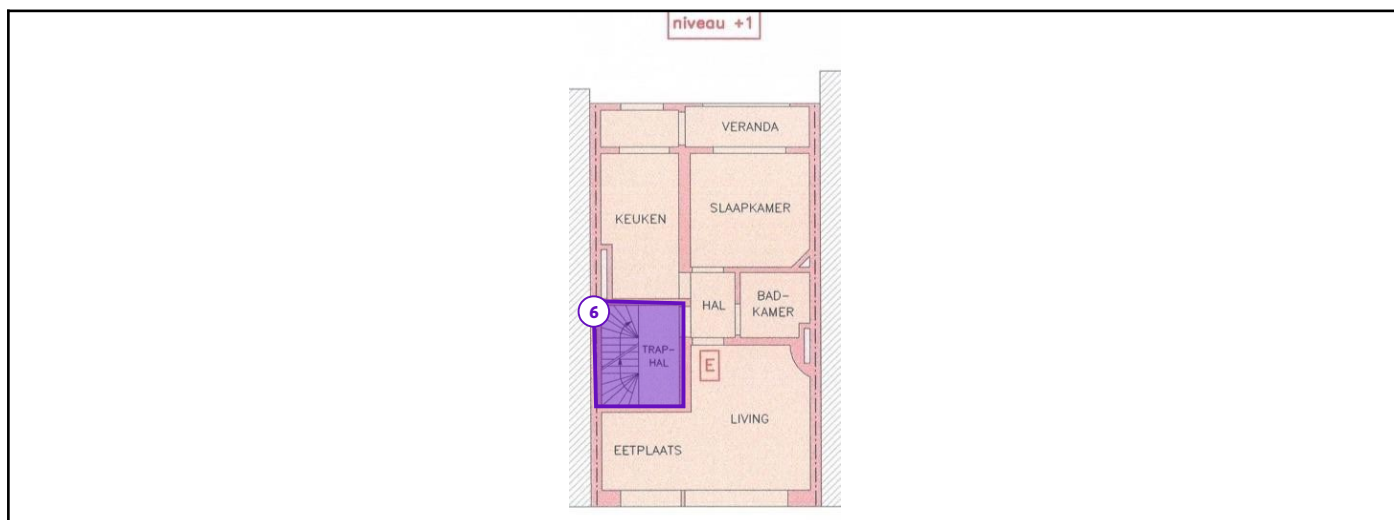 niveau +1
VERANDA
KEUKEN
SLAAPKAMER
HAL
BAD-
KAMER
6
TRAP-
HAL
E
LIVING
EETPLAATS